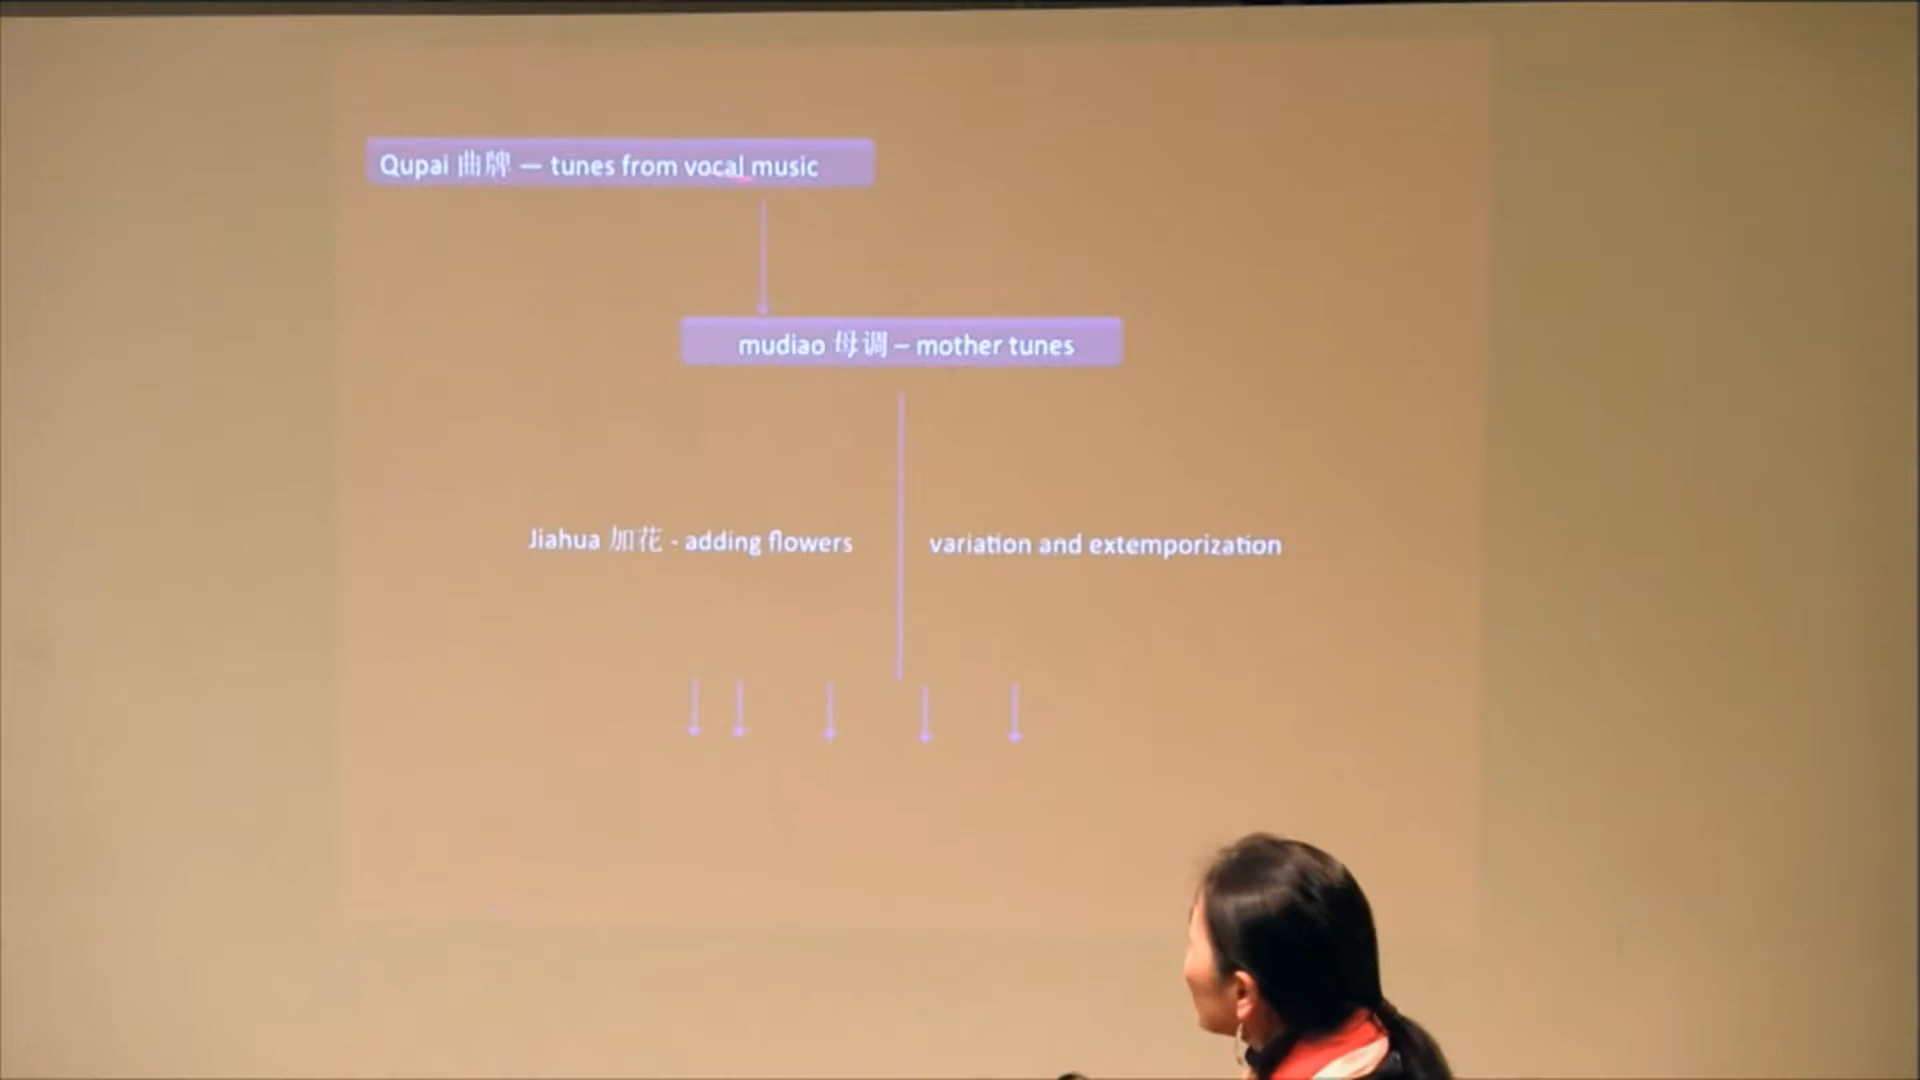 Qupai 曲牌 — tunes from vocal music
mudiao 母调 – mother tunes
Jiahua 加花 - adding flowers
variation and extemporization